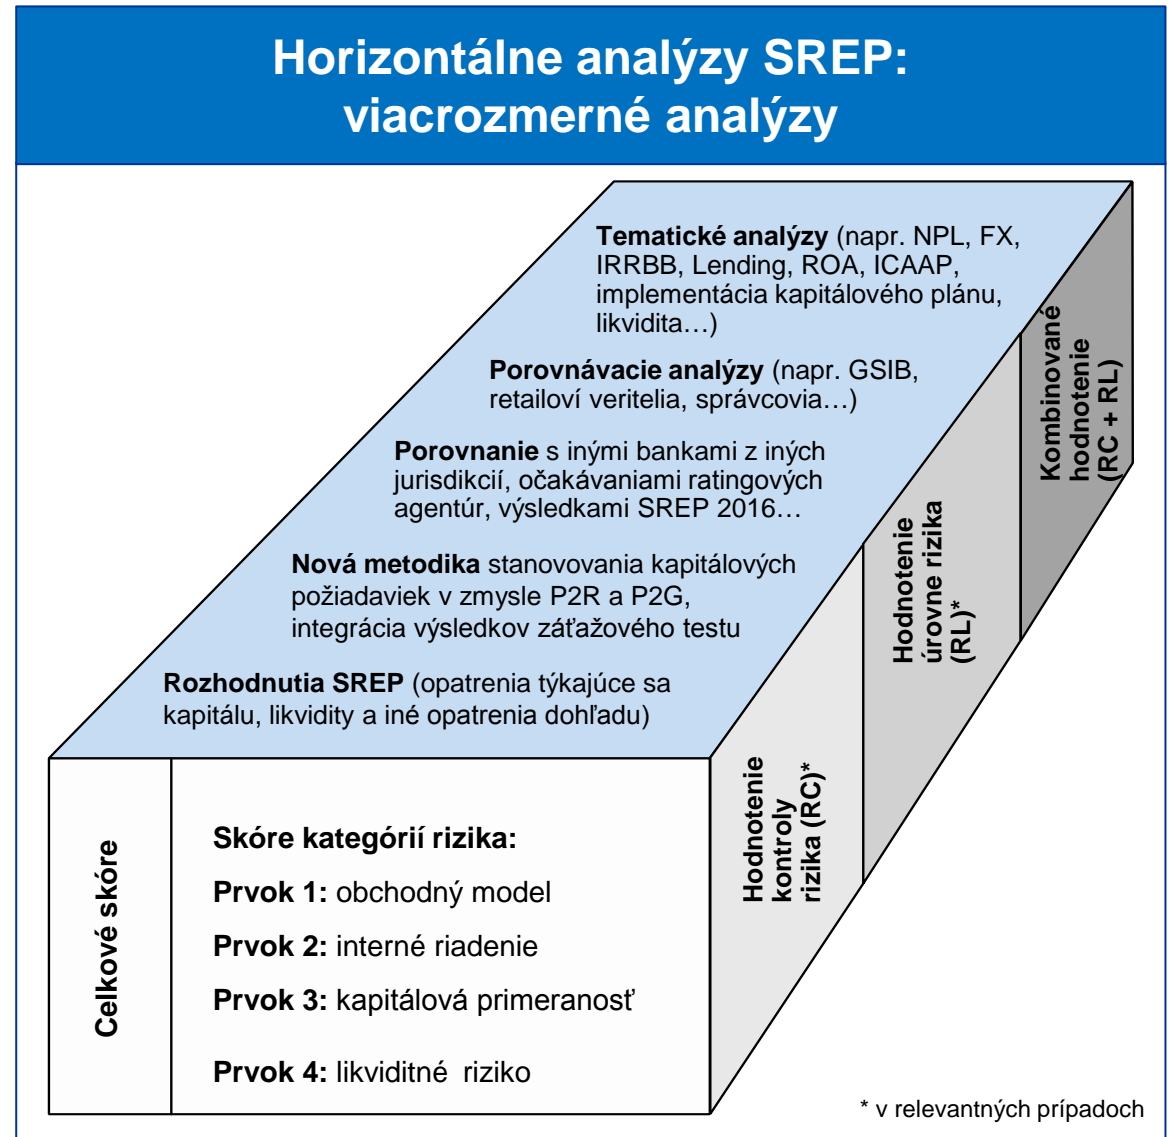 Horizontálne analýzy SREP:
viacrozmerné analýzy
Tematické analýzy (napr. NPL, FX,
IRRBB, Lending, ROA, ICAAP,
implementácia kapitálového plánu,
likvidita…)
Porovnávacie analýzy (napr. GSIB,
retailoví veritelia, správcovia…)
Porovnanie s inými bankami z iných
jurisdikcií, očakávaniami ratingových
agentúr, výsledkami SREP 2016…
Nová metodika stanovovania kapitálových
požiadaviek v zmysle P2R a P2G,
integrácia výsledkov záťažového testu
Rozhodnutia SREP (opatrenia týkajúce sa
kapitálu, likvidity a iné opatrenia dohľadu)
Celkové skóre
Skóre kategórií rizika:
Prvok 1: obchodný model
Prvok 2: interné riadenie
Prvok 3: kapitálová primeranosť
Prvok 4: likviditné riziko
Hodnotenie
kontroly
rizika (RC)*
Hodnotenie
úrovne rizika
(RL)*
Kombinované
hodnotenie
(RC + RL)
* v relevantných prípadoch